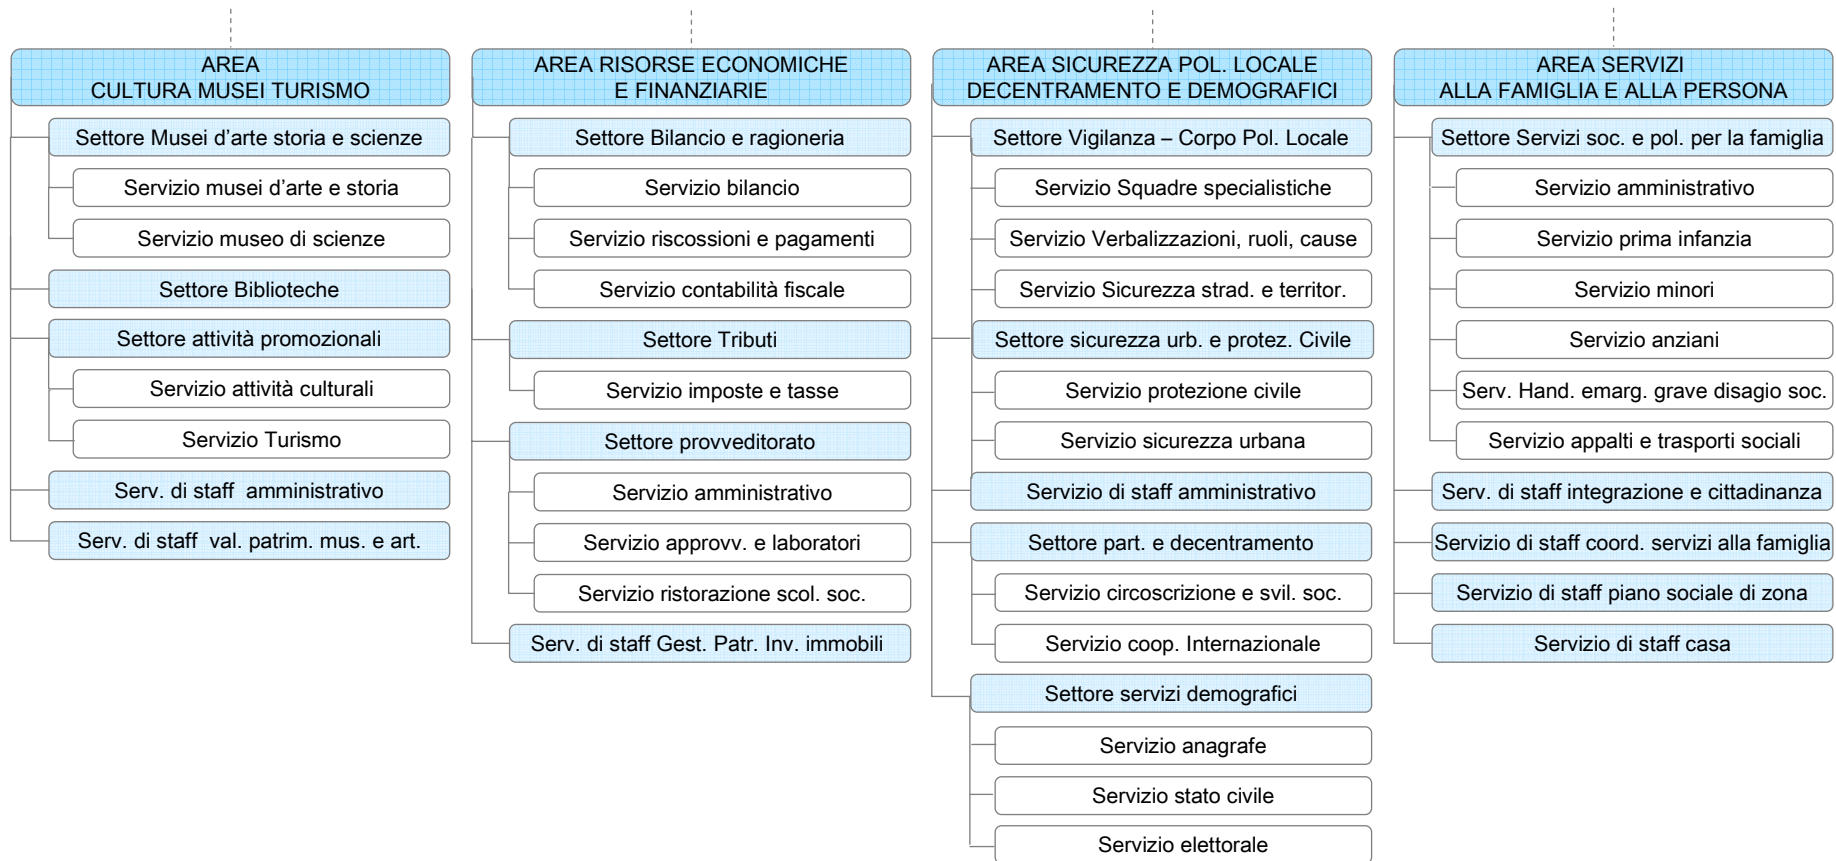 AREA
CULTURA MUSEI TURISMO
Settore Musei d'arte storia e scienze
Servizio musei d'arte e storia
Servizio museo di scienze
Settore Biblioteche
Settore attività promozionali
Servizio attività culturali
Servizio Turismo
Serv. di staff amministrativo
Serv. di staff val. patrim. mus. e art.
AREA RISORSE ECONOMICHE
E FINANZIARIE
Settore Bilancio e ragioneria
Servizio bilancio
Servizio riscossioni e pagamenti
Servizio contabilità fiscale
Settore Tributi
Servizio imposte e tasse
Settore provveditorato
Servizio amministrativo
Servizio approvv. e laboratori
Servizio ristorazione scol. soc.
Serv. di staff Gest. Patr. Inv. immobili
AREA SICUREZZA POL. LOCALE
DECENTRAMENTO E DEMOGRAFICI
Settore Vigilanza – Corpo Pol. Locale
Servizio Squadre specialistiche
Servizio Verbalizzazioni, ruoli, cause
Servizio Sicurezza strad. e territor.
Settore sicurezza urb. e protez. Civile
Servizio protezione civile
Servizio sicurezza urbana
Servizio di staff amministrativo
Settore part. e decentramento
Servizio circoscrizione e svil. soc.
Servizio coop. Internazionale
Settore servizi demografici
Servizio anagrafe
Servizio stato civile
Servizio elettorale
AREA SERVIZI
ALLA FAMIGLIA E ALLA PERSONA
Settore Servizi soc. e pol. per la famiglia
Servizio amministrativo
Servizio prima infanzia
Servizio minori
Servizio anziani
Serv. Hand. emarg. grave disagio soc.
Servizio appalti e trasporti sociali
Serv. di staff integrazione e cittadinanza
Servizio di staff coord. servizi alla famiglia
Servizio di staff piano sociale di zona
Servizio di staff casa